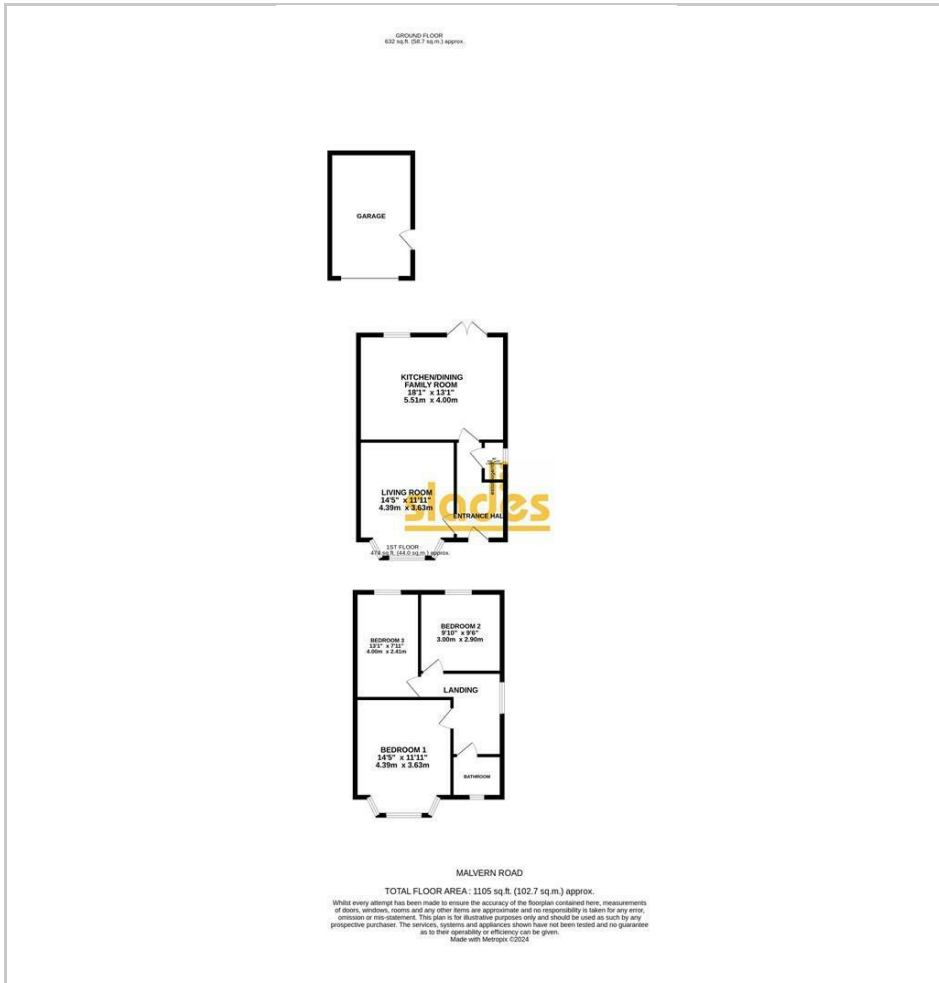 GROUND FLOOR
632 sq.ft. (58.7 sq.m.) approx.
GARAGE
KITCHEN/DINING
FAMILY ROOM
18'1" x 13'1"
5.51m x 4.00m
LIVING ROOM
14'5" x 11'11"
4.39m x 3.63m
slades
ENTRANCE HALL
1ST FLOOR
sq.ft. (44.0 sq.m.) approx.
BEDROOM 3
13'1" x 7'11"
4.00m x 2.41m
BEDROOM 2
9'10" x 9'6"
3.00m x 2.90m
LANDING
BEDROOM 1
14'5" x 11'11"
4.39m x 3.63m
BATHROOM
MALVERN ROAD
TOTAL FLOOR AREA : 1105 sq.ft. (102.7 sq.m.) approx.
Whilst every attempt has been made to ensure the accuracy of the floorplan contained here, measurements
of doors, windows, rooms and any other items are approximate and no responsibility is taken for any error,
omission or mis-statement. This plan is for illustrative purposes only and should be used as such by any
prospective purchaser. The services, systems and appliances shown have not been tested and no guarantee
as to their operability or efficiency can be given.
Made with Metropix ©2024